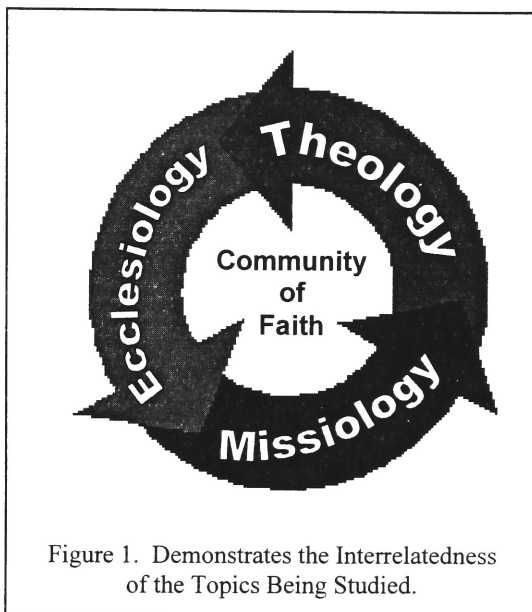 Theology
Ecclesiology
Community
of
Faith
Missiology
Figure 1. Demonstrates the Interrelatedness
of the Topics Being Studied.